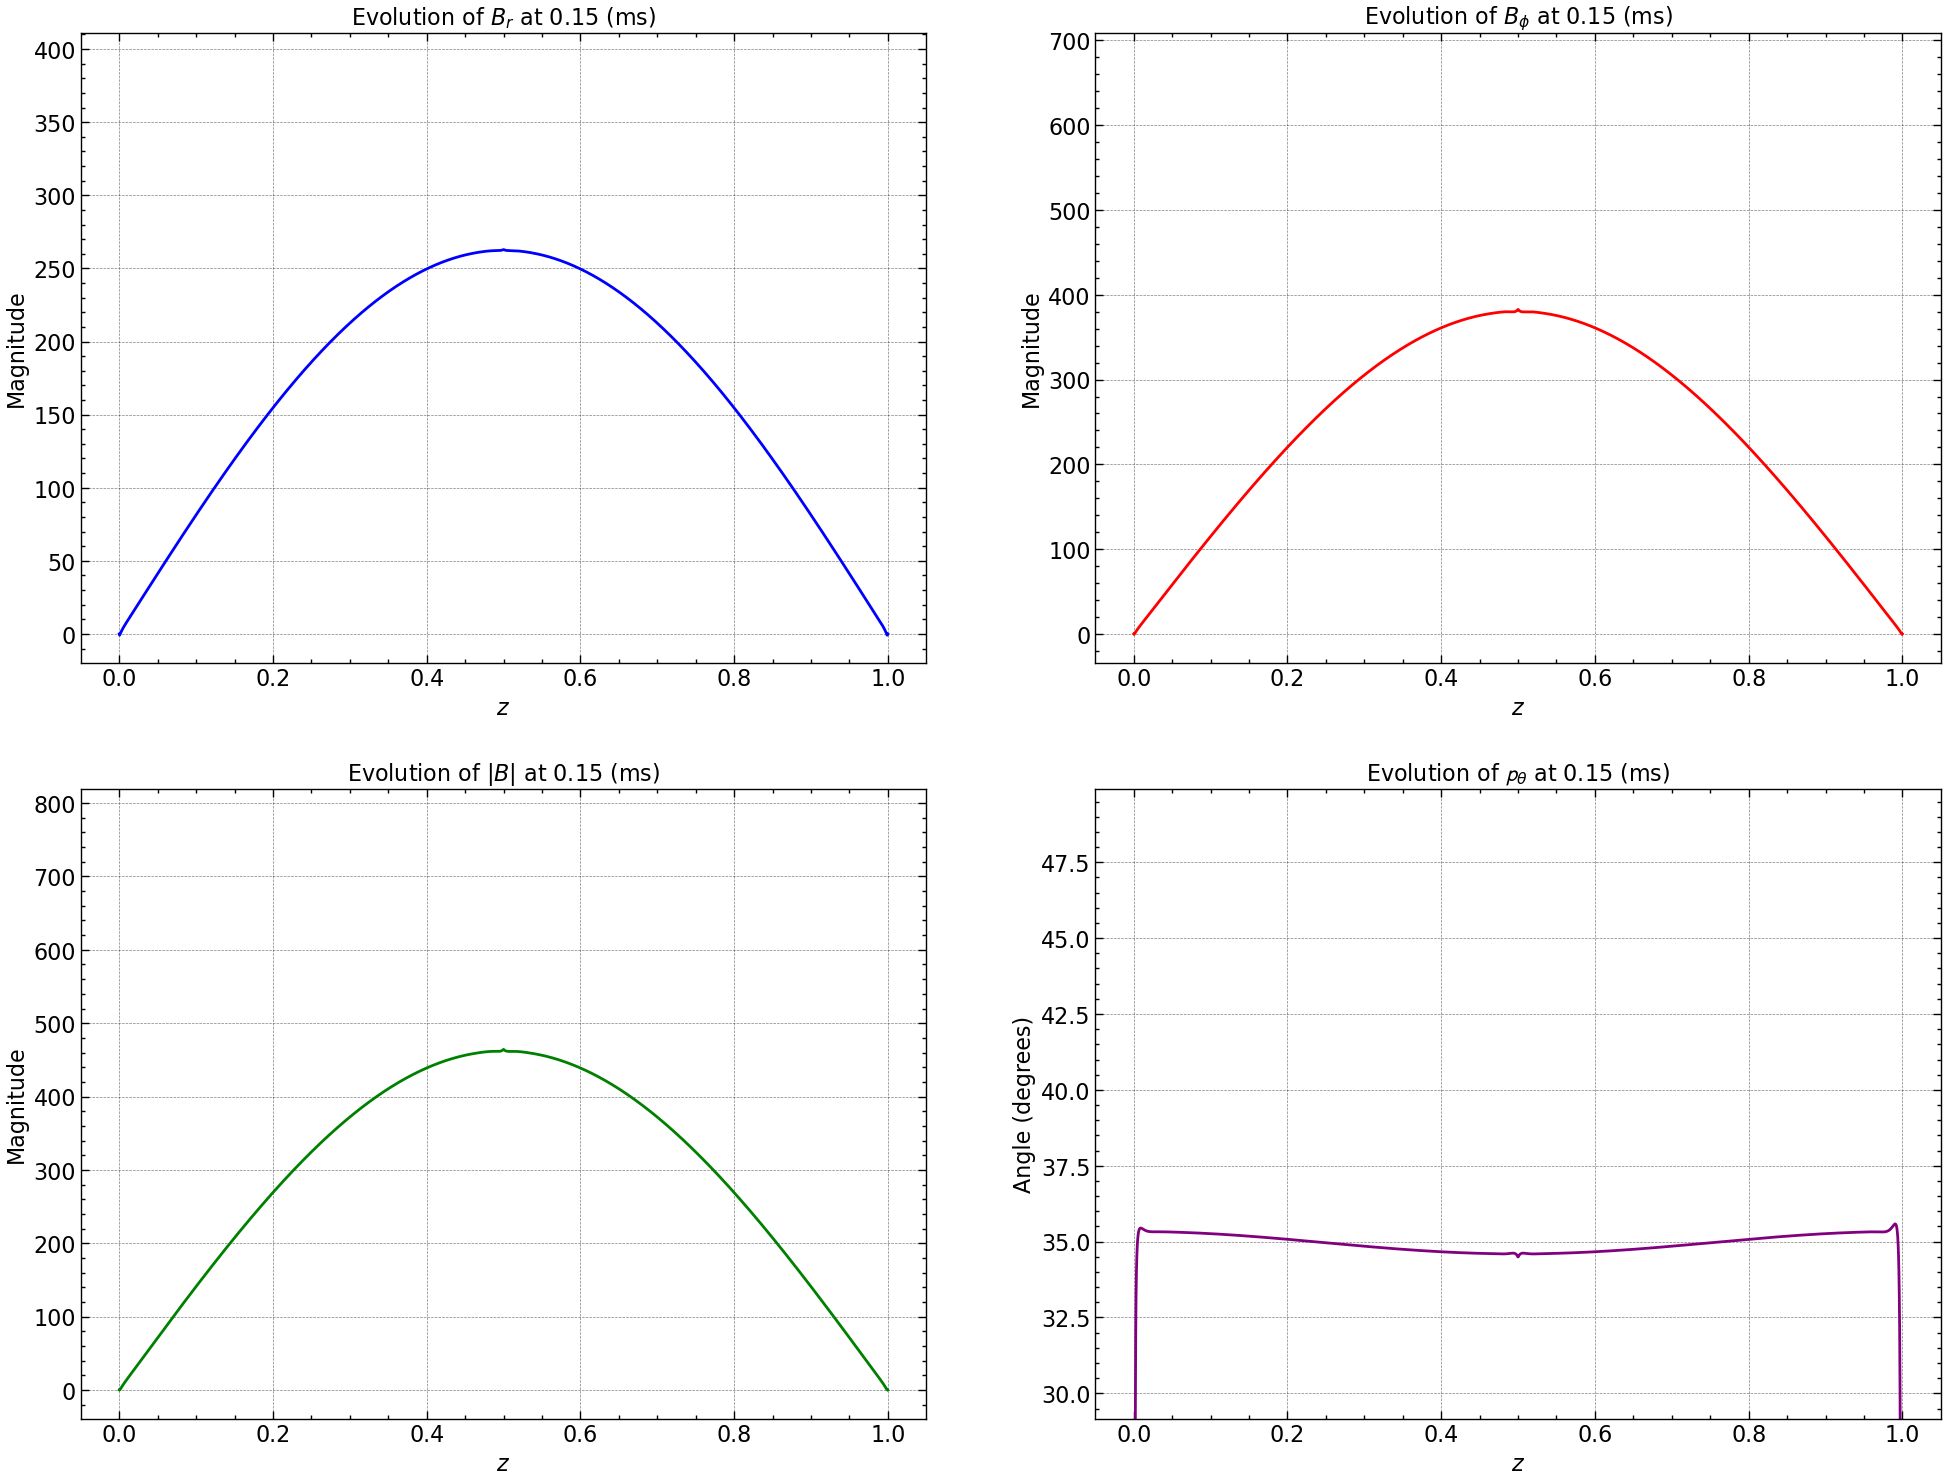 Evolution of B_r at 0.15 (ms)
Magnitude
400
350
300
250
200
150
100
50
0
0.0 0.2 0.4 0.6 0.8 1.0
z
Evolution of B_ϕ at 0.15 (ms)
Magnitude
700
600
500
400
300
200
100
0
0.0 0.2 0.4 0.6 0.8 1.0
z
Evolution of |B| at 0.15 (ms)
Magnitude
800
700
600
500
400
300
200
100
0
0.0 0.2 0.4 0.6 0.8 1.0
z
Evolution of p_θ at 0.15 (ms)
Angle (degrees)
47.5
45.0
42.5
40.0
37.5
35.0
32.5
30.0
0.0 0.2 0.4 0.6 0.8 1.0
z